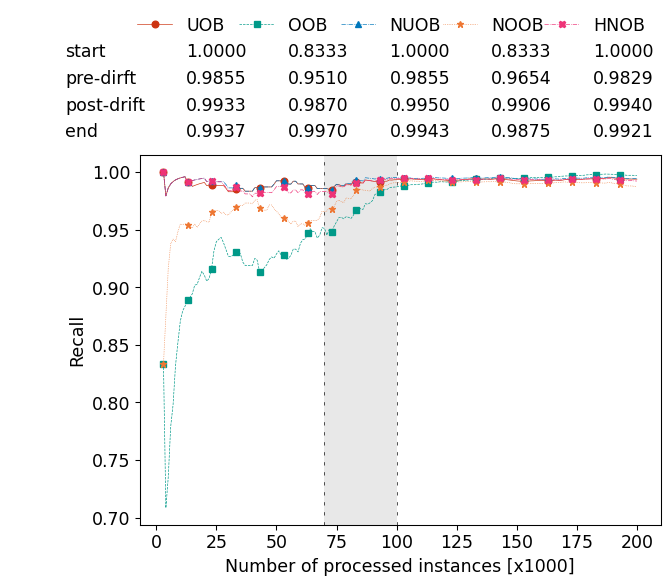 UOB OOB NUOB NOOB HNOB
start 1.0000 0.8333 1.0000 0.8333 1.0000
pre-dirft 0.9855 0.9510 0.9855 0.9654 0.9829
post-drift 0.9933 0.9870 0.9950 0.9906 0.9940
end 0.9937 0.9970 0.9943 0.9875 0.9921
1.00
0.95
0.90
0.85
0.80
0.75
0.70
Recall
0 25 50 75 100 125 150 175 200
Number of processed instances [x1000]